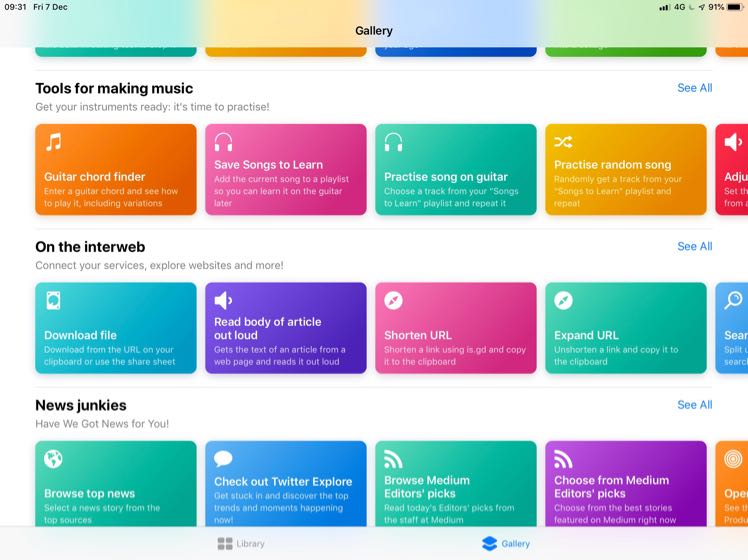 09:31 Fri 7 Dec
4G
91%
Gallery
Tools for making music
See All
Get your instruments ready: it's time to practise!
Guitar chord finder
Enter a guitar chord and see how
to play it, including variations
Save Songs to Learn
Add the current song to a playlist
so you can learn it on the guitar
later
Practise song on guitar
Choose a track from your "Songs
to Learn" playlist and repeat it
Practise random song
Randomly get a track from your
"Songs to Learn" playlist and
repeat
Adju
Set th
from a
On the interweb
See All
Connect your services, explore websites and more!
Download file
Download from the URL on your
clipboard or use the share sheet
Read body of article
out loud
Gets the text of an article from a
web page and reads it out loud
Shorten URL
Shorten a link using is.gd and copy
it to the clipboard
Expand URL
Unshorten a link and copy it to
the clipboard
Sear
Split u
search
News junkies
See All
Have We Got News for You!
Browse top news
Select a news story from the
top sources
Check out Twitter Explore
Get stuck in and discover the top
trends and moments happening
now!
Browse Medium
Editors' picks
Read today's Editors' picks from
the staff at Medium
Choose from Medium
Editors' picks
Choose from the best stories
featured on Medium right now
Oper
See th
Produ
Library
Gallery